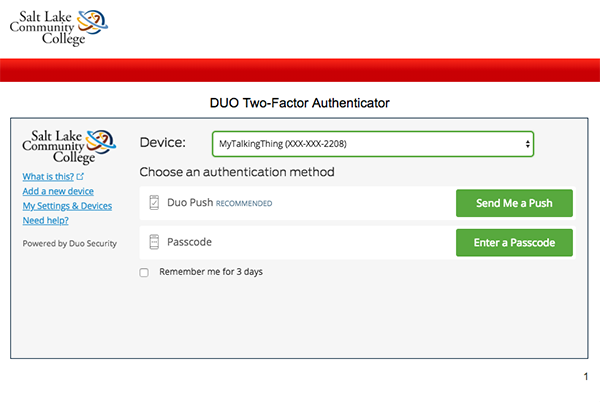 Salt Lake
Community
College
DUO Two-Factor Authenticator
Salt Lake
Community
College
What is this?
Add a new device
My Settings & Devices
Need help?
Powered by Duo Security
Device: MyTalkingThing (XXX-XXX-2208)
Choose an authentication method
Duo Push RECOMMENDED Send Me a Push
Passcode Enter a Passcode
Remember me for 3 days
1